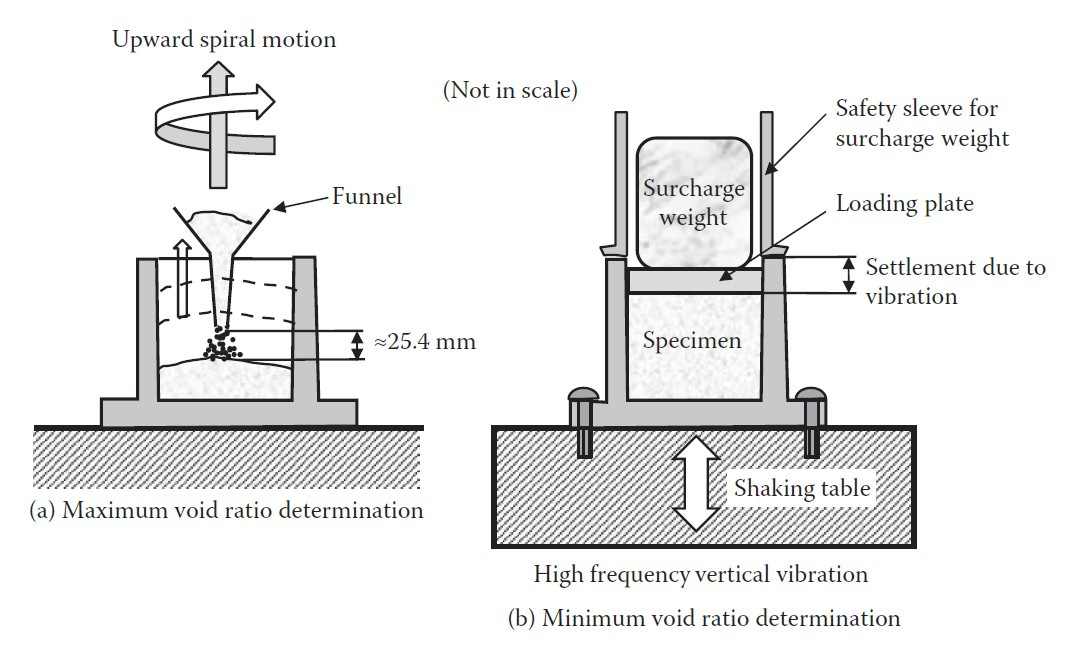 Upward spiral motion
(Not in scale)
Safety sleeve for
surcharge weight
Funnel
Surcharge
weight
Loading plate
Settlement due to
vibration
≈25.4 mm
Specimen
Shaking table
(a) Maximum void ratio determination
High frequency vertical vibration
(b) Minimum void ratio determination